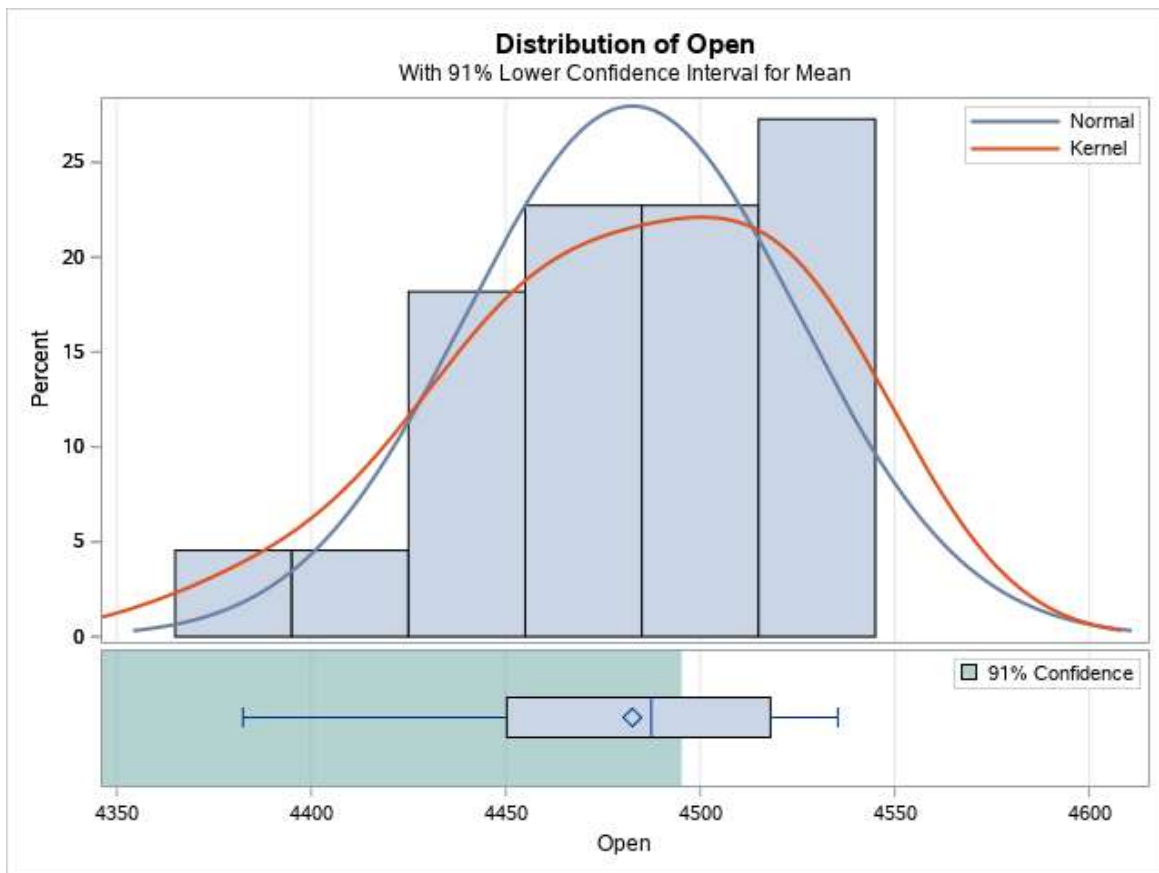 Distribution of Open
With 91% Lower Confidence Interval for Mean
Normal
Kernel
25
20
15
10
5
0
Percent
91% Confidence
4350 4400 4450 4500 4550 4600
Open